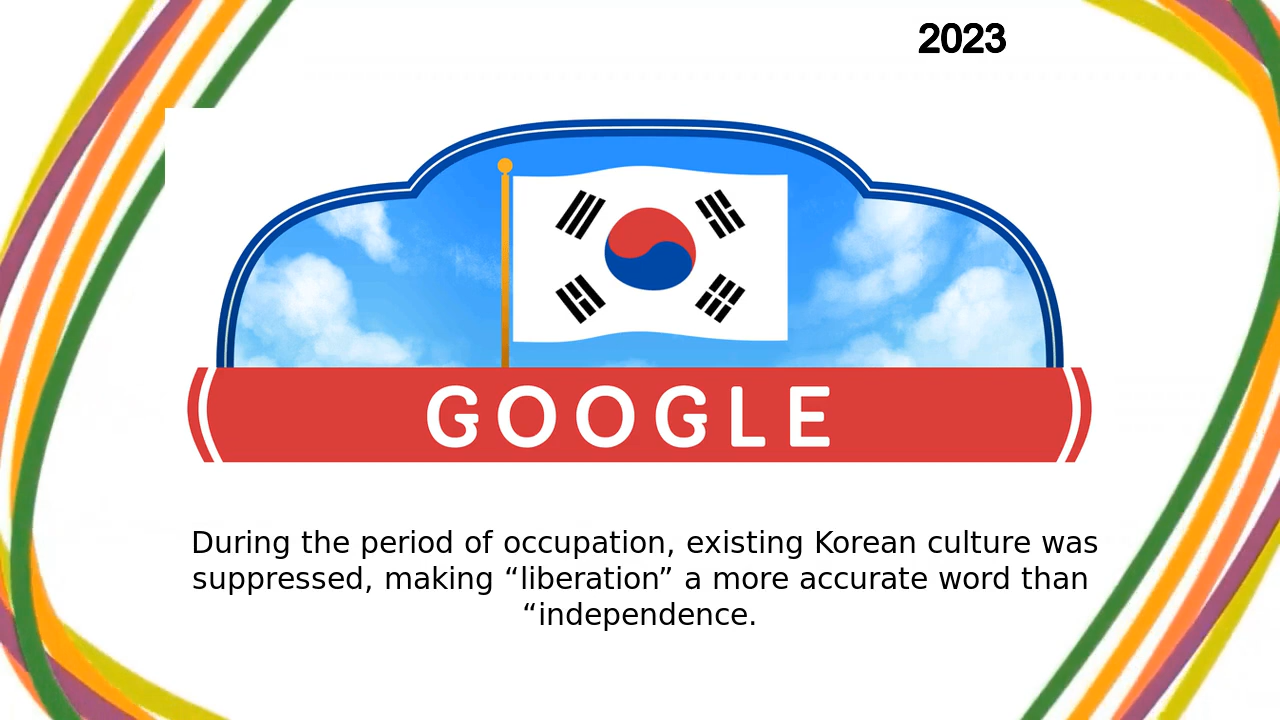 2023
GOOGLE
During the period of occupation, existing Korean culture was
suppressed, making “liberation” a more accurate word than
“independence.